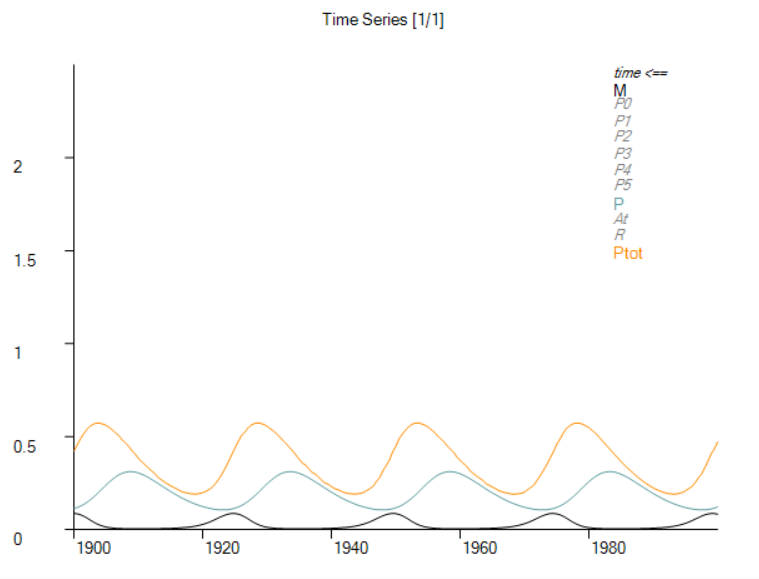 Time Series [1/1]
time <==
M
P0
P1
P2
P3
P4
P5
P
At
R
Ptot
2
1.5
1
0.5
0
1900 1920 1940 1960 1980